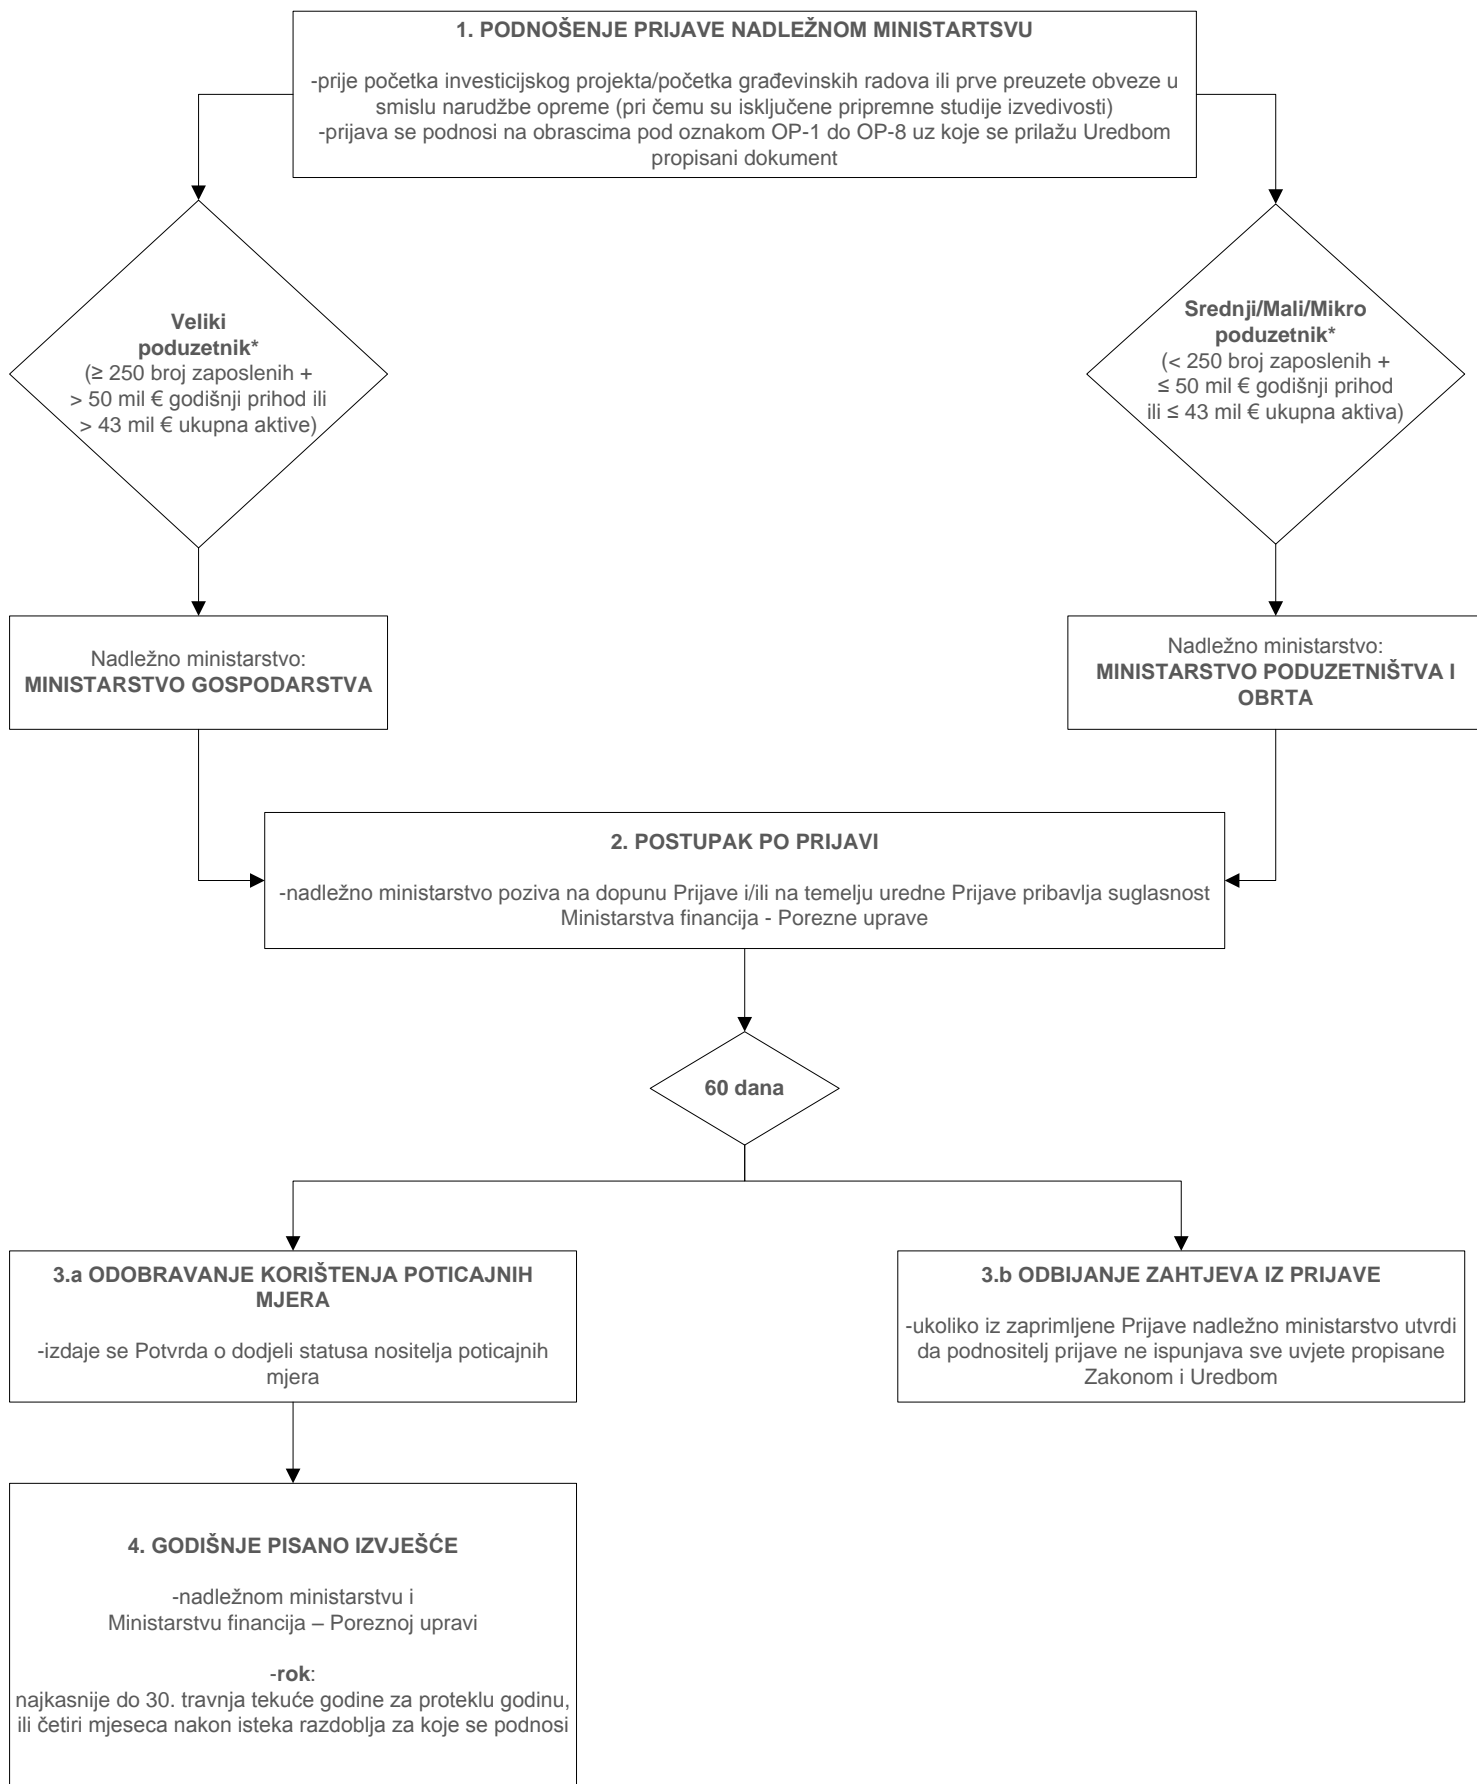 1. PODNOŠENJE PRIJAVE NADLEŽNOM MINISTARTSVU
-prije početka investicijskog projekta/početka građevinskih radova ili prve preuzete obveze u
smislu narudžbe opreme (pri čemu su isključene pripremne studije izvedivosti)
-prijava se podnosi na obrascima pod oznakom OP-1 do OP-8 uz koje se prilažu Uredbom
propisani dokument
Veliki
poduzetnik*
(≥ 250 broj zaposlenih +
> 50 mil € godišnji prihod ili
> 43 mil € ukupna aktive)
Srednji/Mali/Mikro
poduzetnik*
(< 250 broj zaposlenih +
≤ 50 mil € godišnji prihod
ili ≤ 43 mil € ukupna aktiva)
Nadležno ministarstvo:
MINISTARSTVO GOSPODARSTVA
Nadležno ministarstvo:
MINISTARSTVO PODUZETNIŠTVA I
OBRTA
2. POSTUPAK PO PRIJAVI
-nadležno ministarstvo poziva na dopunu Prijave i/ili na temelju uredne Prijave pribavlja suglasnost
Ministarstva financija - Porezne uprave
60 dana
3.a ODOBRAVANJE KORIŠTENJA POTICAJNIH
MJERA
-izdaje se Potvrda o dodjeli statusa nositelja poticajnih
mjera
3.b ODBIJANJE ZAHTJEVA IZ PRIJAVE
-ukoliko iz zaprimljene Prijave nadležno ministarstvo utvrdi
da podnositelj prijave ne ispunjava sve uvjete propisane
Zakonom i Uredbom
4. GODIŠNJE PISANO IZVJEŠĆE
-nadležnom ministarstvu i
Ministarstvu financija – Poreznoj upravi
-rok:
najkasnije do 30. travnja tekuće godine za proteklu godinu,
ili četiri mjeseca nakon isteka razdoblja za koje se podnosi